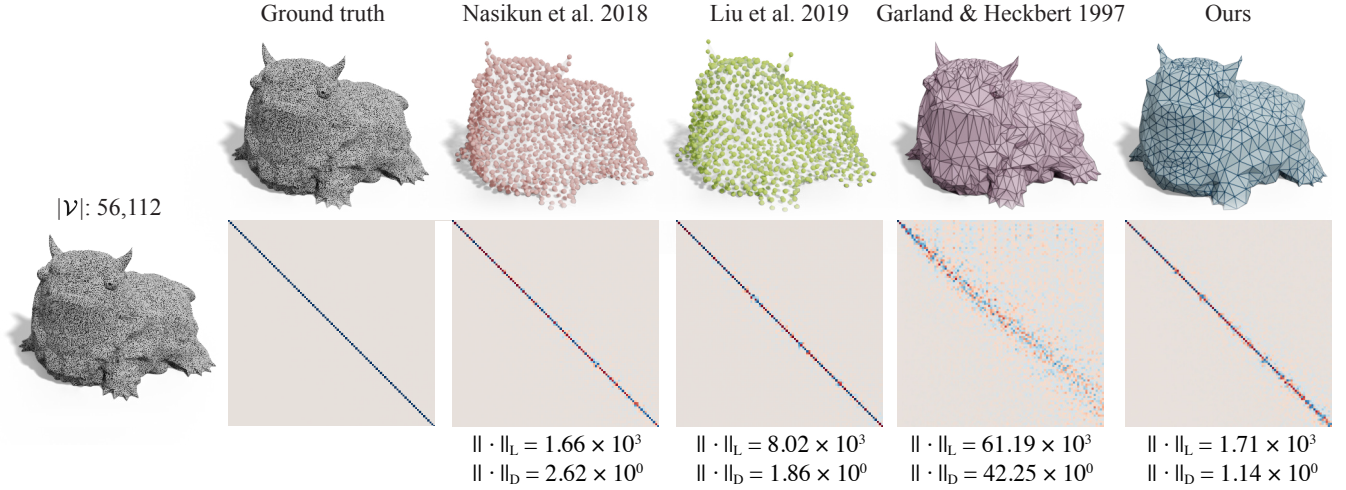 Ground truth
Nasikun et al. 2018
Liu et al. 2019
Garland & Heckbert 1997
Ours
|𝒱|: 56,112
‖ · ‖L = 1.66 × 10³
‖ · ‖D = 2.62 × 10⁰
‖ · ‖L = 8.02 × 10³
‖ · ‖D = 1.86 × 10⁰
‖ · ‖L = 61.19 × 10³
‖ · ‖D = 42.25 × 10⁰
‖ · ‖L = 1.71 × 10³
‖ · ‖D = 1.14 × 10⁰